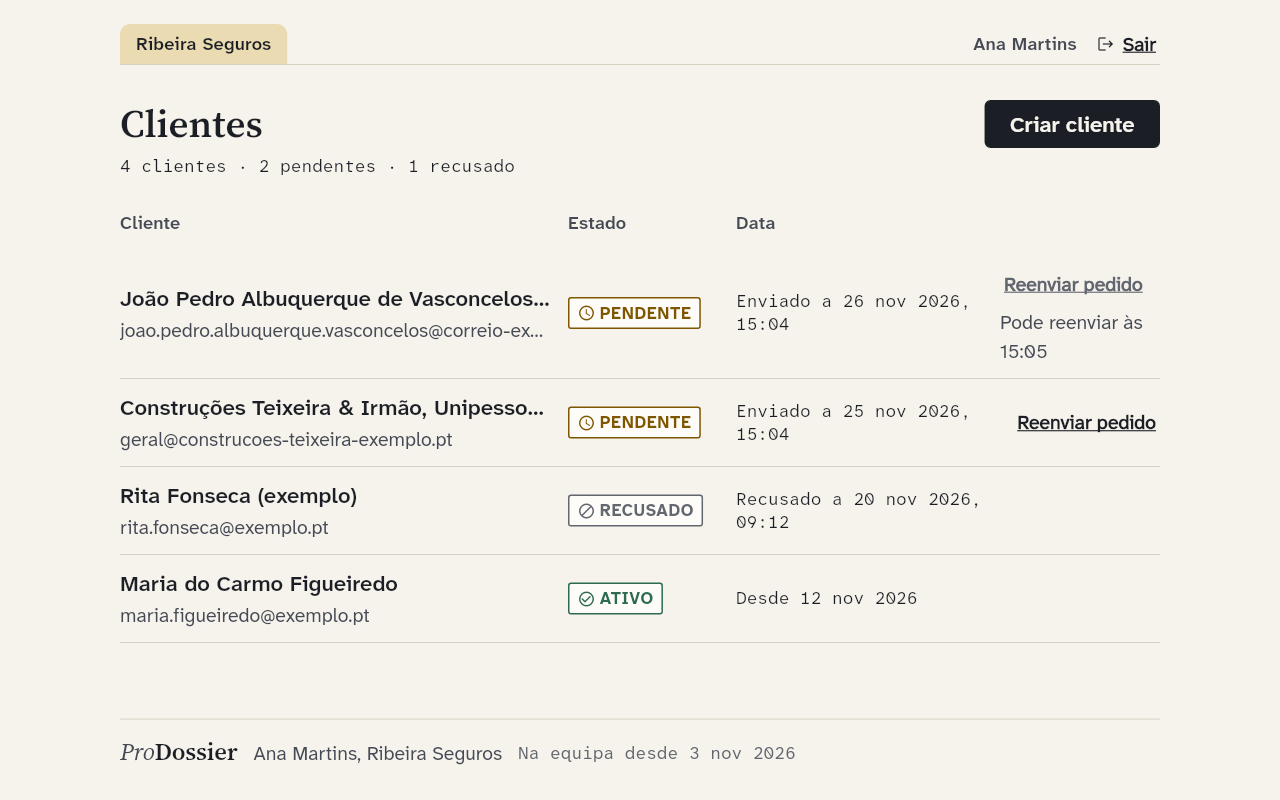 Ribeira Seguros
Ana Martins
Sair
Clientes
Criar cliente
4 clientes · 2 pendentes · 1 recusado
Cliente
Estado
Data
João Pedro Albuquerque de Vasconcelos…
joao.pedro.albuquerque.vasconcelos@correio-ex…
PENDENTE
Enviado a 26 nov 2026,
15:04
Reenviar pedido
Pode reenviar às
15:05
Construções Teixeira & Irmão, Unipesso…
geral@construcoes-teixeira-exemplo.pt
PENDENTE
Enviado a 25 nov 2026,
15:04
Reenviar pedido
Rita Fonseca (exemplo)
rita.fonseca@exemplo.pt
RECUSADO
Recusado a 20 nov 2026,
09:12
Maria do Carmo Figueiredo
maria.figueiredo@exemplo.pt
ATIVO
Desde 12 nov 2026
ProDossier
Ana Martins, Ribeira Seguros
Na equipa desde 3 nov 2026